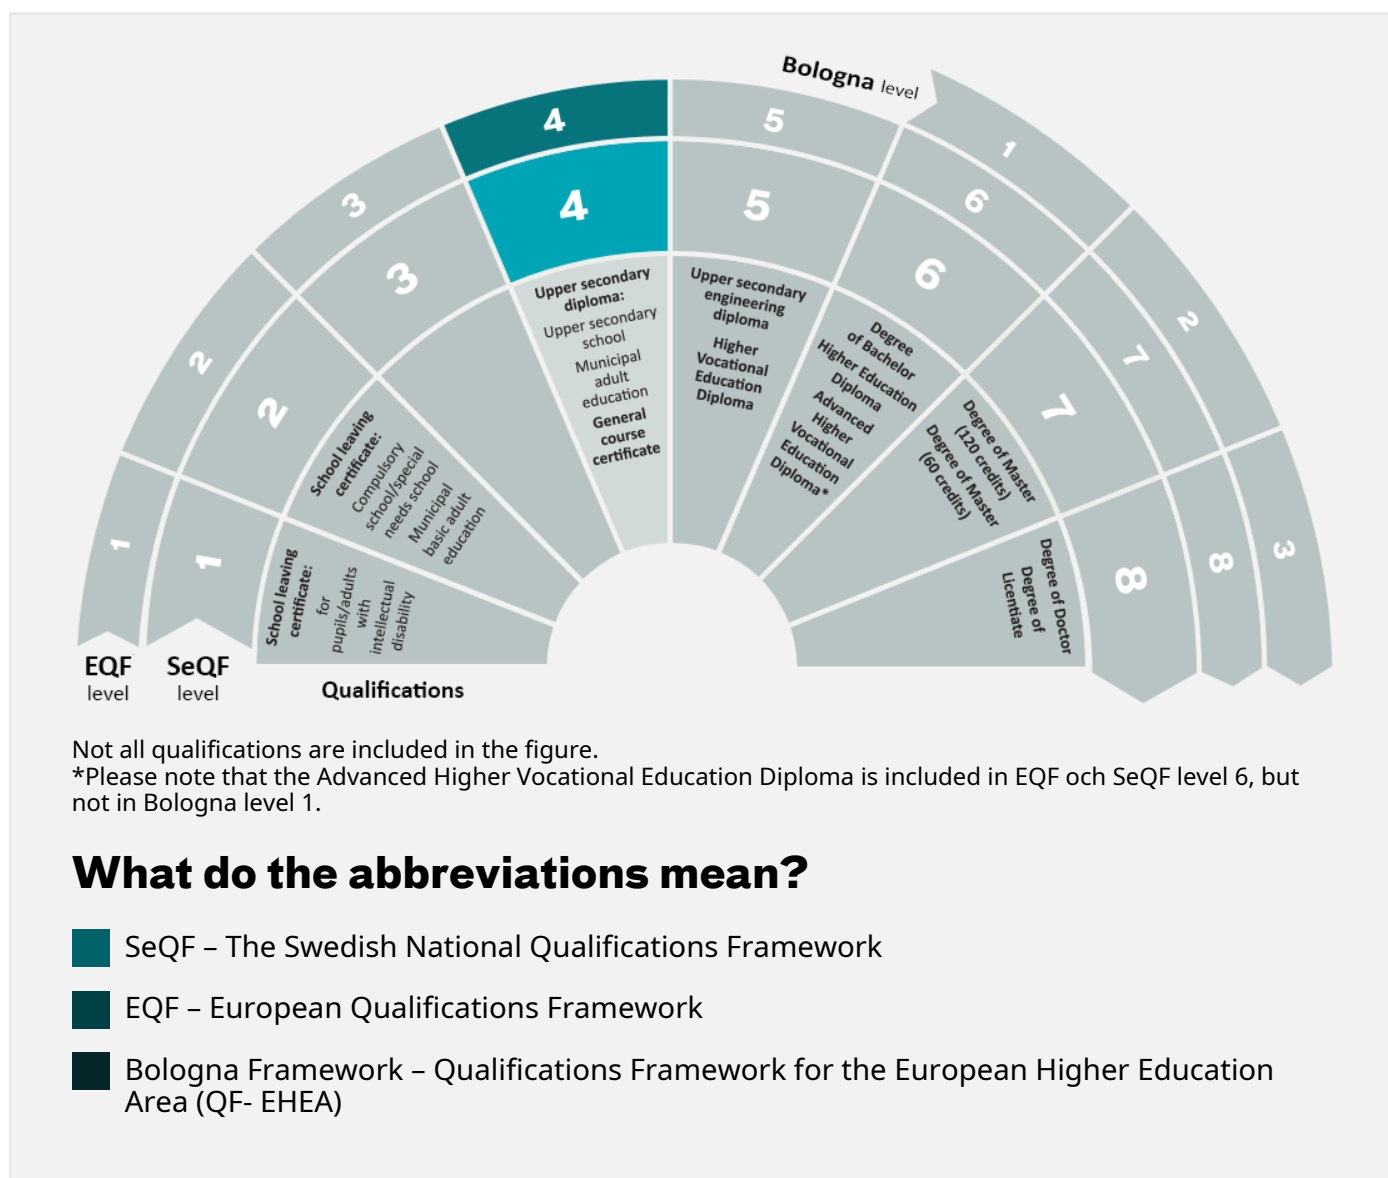 Bologna level
1
2
3
1
2
3
4
5
6
7
8
1
2
3
4
5
6
7
8
School leaving
certificate:
for
pupils/adults
with
intellectual
disability
School leaving
certificate:
Compulsory
school/special
needs school
Municipal
basic adult
education
Upper secondary
diploma:
Upper secondary
school
Municipal
adult
education
General
course
certificate
Upper secondary
engineering
diploma
Higher
Vocational
Education
Diploma
Degree
of Bachelor
Higher Education
Diploma
Advanced
Higher
Vocational
Education
Diploma*
Degree of Master
(120 credits)
Degree of Master
(60 credits)
Degree of Doctor
Degree of
Licentiate
EQF
level
SeQF
level
Qualifications
Not all qualifications are included in the figure.
*Please note that the Advanced Higher Vocational Education Diploma is included in EQF och SeQF level 6, but
not in Bologna level 1.
What do the abbreviations mean?
SeQF – The Swedish National Qualifications Framework
EQF – European Qualifications Framework
Bologna Framework – Qualifications Framework for the European Higher Education
Area (QF- EHEA)